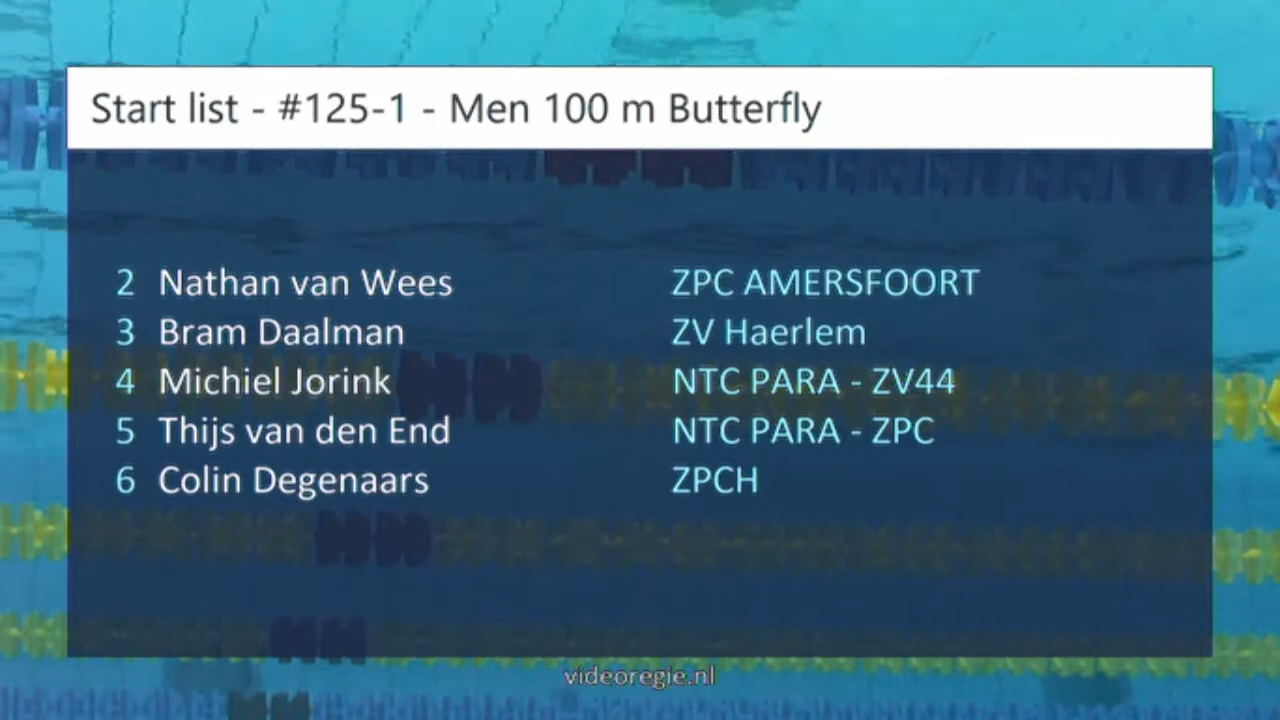 Start list - #125-1 - Men 100 m Butterfly
2 Nathan van Wees ZPC AMERSFOORT
3 Bram Daalman ZV Haerlem
4 Michiel Jorink NTC PARA - ZV44
5 Thijs van den End NTC PARA - ZPC
6 Colin Degenaars ZPCH
videoregie.nl